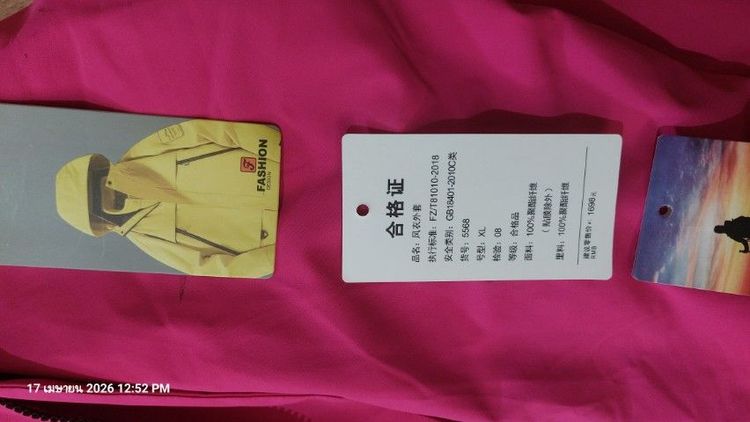 FASHION
DESIGN
合格证
品名：风衣外套
执行标准：FZ/T81010-2018
安全类别：GB18401-2010C类
货号：5568
号型：XL
检验：08
等级：合格品
面料：100%聚酯纤维
（贴膜除外）
里料：100%聚酯纤维
建议零售价¥：1698元
RMB
17 เมษายน 2026 12:52 PM